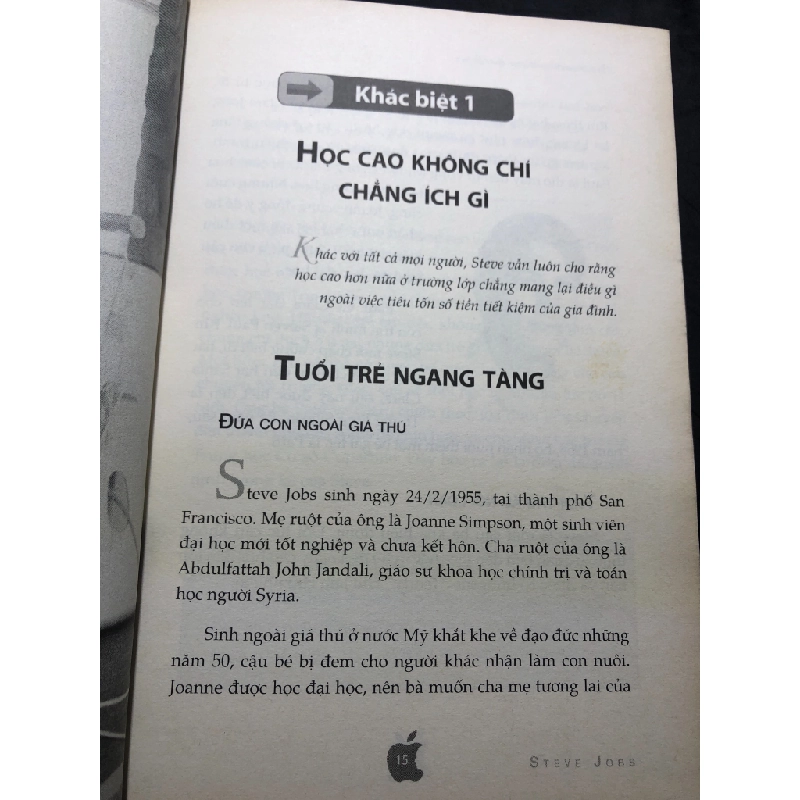 Khác biệt 1
HỌC CAO KHÔNG CHỈ
CHẲNG ÍCH GÌ
Khác với tất cả mọi người, Steve vẫn luôn cho rằng
học cao hơn nữa ở trường lớp chẳng mang lại điều gì
ngoài việc tiêu tốn số tiền tiết kiệm của gia đình.
TUỔI TRẺ NGANG TÀNG
ĐỨA CON NGOÀI GIÁ THÚ
Steve Jobs sinh ngày 24/2/1955, tại thành phố San
Francisco. Mẹ ruột của ông là Joanne Simpson, một sinh viên
đại học mới tốt nghiệp và chưa kết hôn. Cha ruột của ông là
Abdulfattah John Jandali, giáo sư khoa học chính trị và toán
học người Syria.
Sinh ngoài giá thú ở nước Mỹ khắt khe về đạo đức những
năm 50, cậu bé bị đem cho người khác nhận làm con nuôi.
Joanne được học đại học, nên bà muốn cha mẹ tương lai của
15
STEVE JOBS